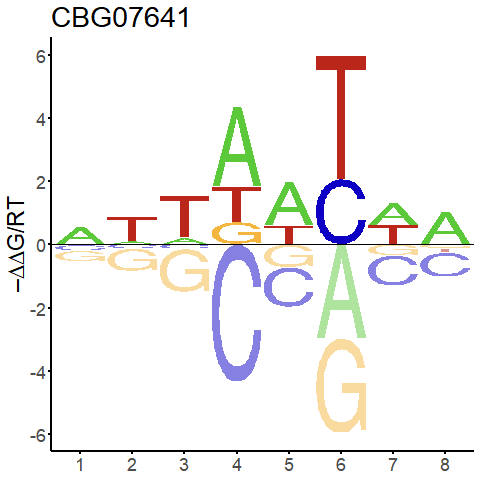 CBG07641
−ΔΔG/RT
6
4
2
0
-2
-4
-6
A T T A T G A T T C A T A
G G G C G C A G G C C
1 2 3 4 5 6 7 8